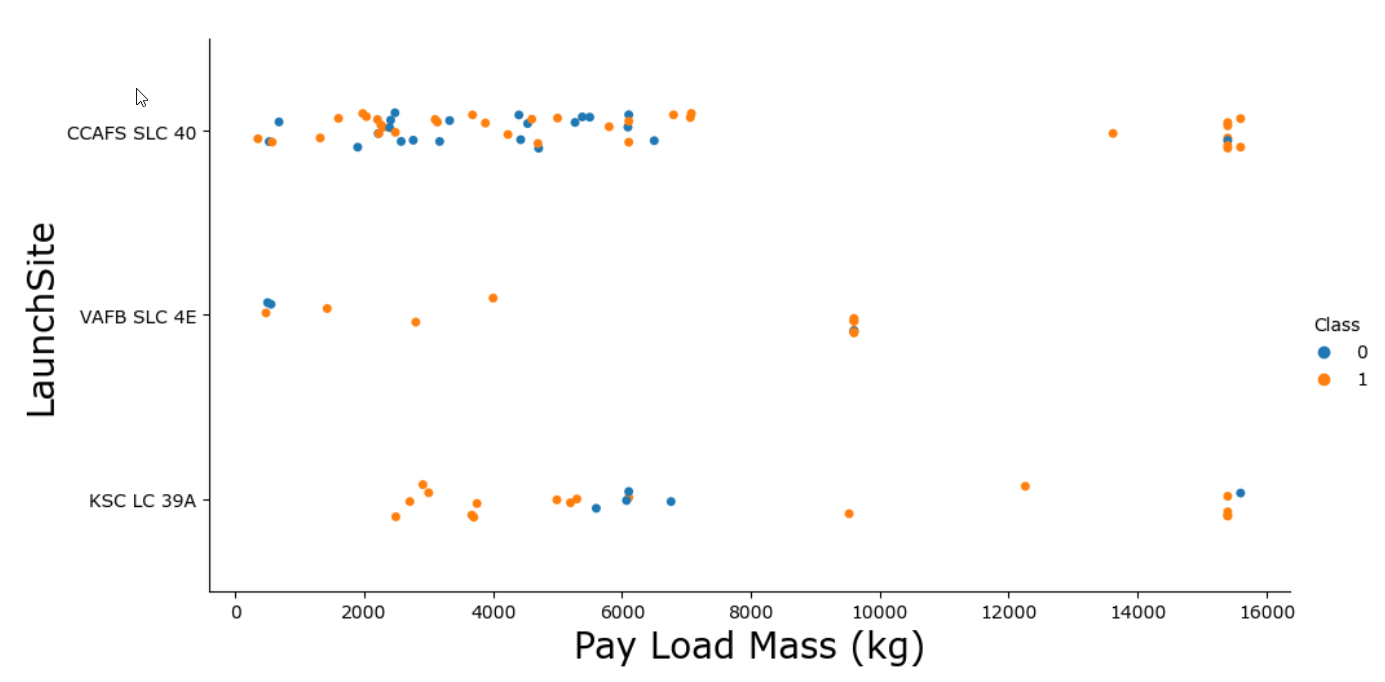 CCAFS SLC 40
VAFB SLC 4E
KSC LC 39A
LaunchSite
0 2000 4000 6000 8000 10000 12000 14000 16000
Pay Load Mass (kg)
Class
0
1